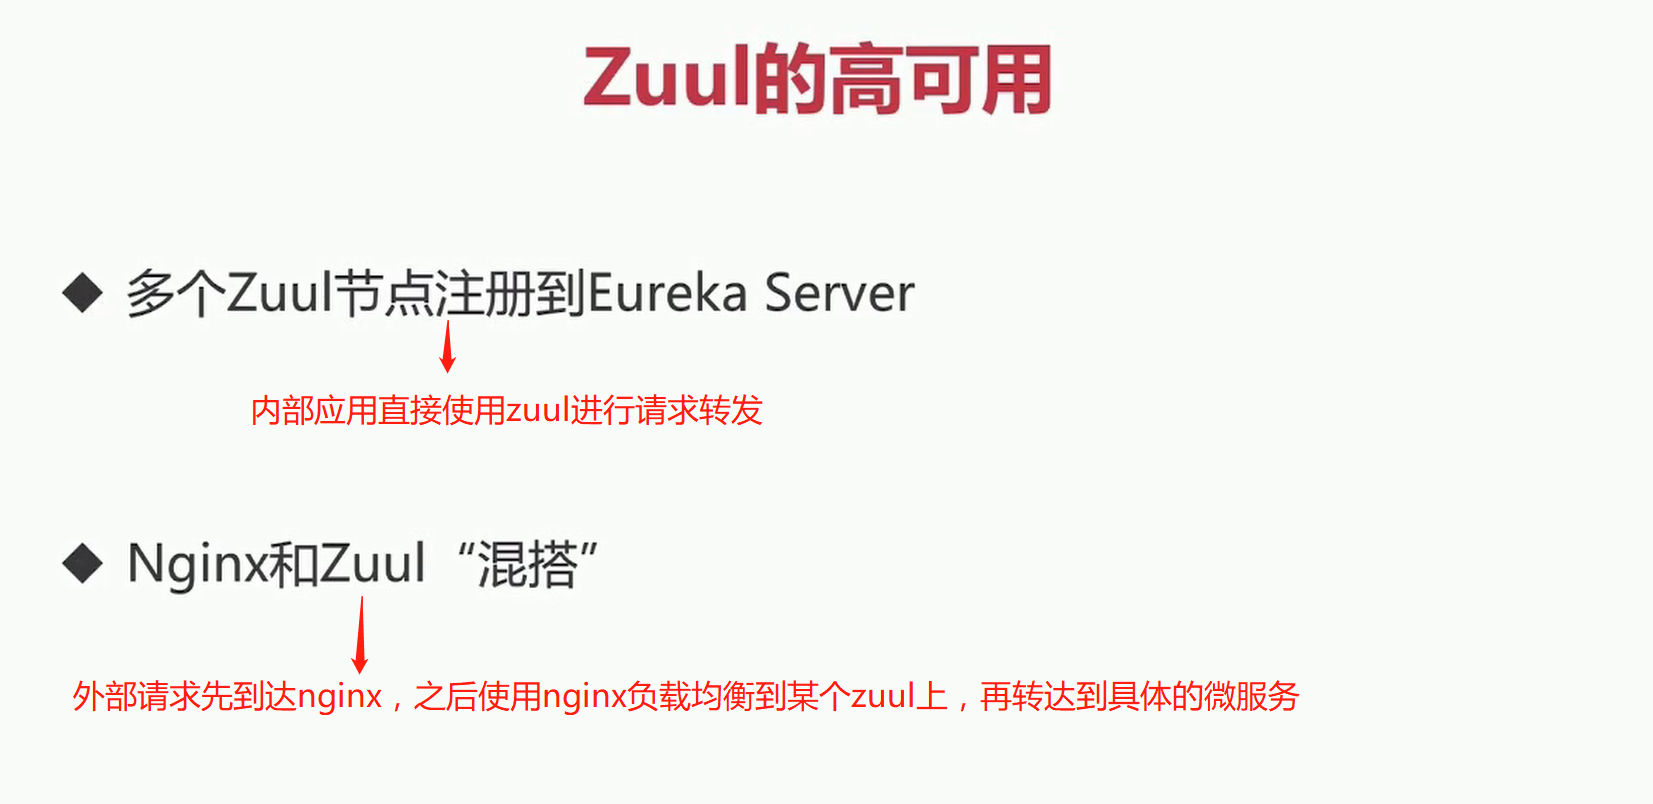 Zuul的高可用
◆ 多个Zuul节点注册到Eureka Server
内部应用直接使用zuul进行请求转发
◆ Nginx和Zuul“混搭”
外部请求先到达nginx，之后使用nginx负载均衡到某个zuul上，再转达到具体的微服务